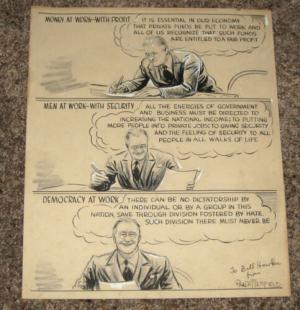 MONEY AT WORK-WITH PROFIT
IT IS ESSENTIAL IN OUR ECONOMY
THAT PRIVATE FUNDS BE PUT TO WORK AND
ALL OF US RECOGNIZE THAT SUCH FUNDS
ARE ENTITLED TO A FAIR PROFIT
MEN AT WORK-WITH SECURITY
ALL THE ENERGIES OF GOVERNMENT
AND BUSINESS MUST BE DIRECTED TO
INCREASING THE NATIONAL INCOME; TO PUTTING
MORE PEOPLE INTO PRIVATE JOBS; TO GIVING SECURITY
AND THE FEELING OF SECURITY TO ALL
PEOPLE IN ALL WALKS OF LIFE
DEMOCRACY AT WORK
THERE CAN BE NO DICTATORSHIP BY
AN INDIVIDUAL OR BY A GROUP IN THIS
NATION, SAVE THROUGH DIVISION FOSTERED BY HATE.
SUCH DIVISION THERE MUST NEVER BE
To Bill
from